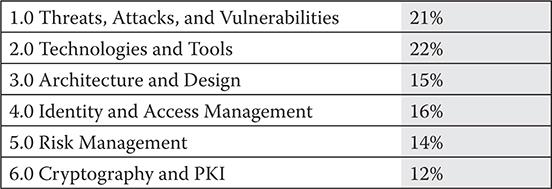 1.0 Threats, Attacks, and Vulnerabilities 21%
2.0 Technologies and Tools 22%
3.0 Architecture and Design 15%
4.0 Identity and Access Management 16%
5.0 Risk Management 14%
6.0 Cryptography and PKI 12%